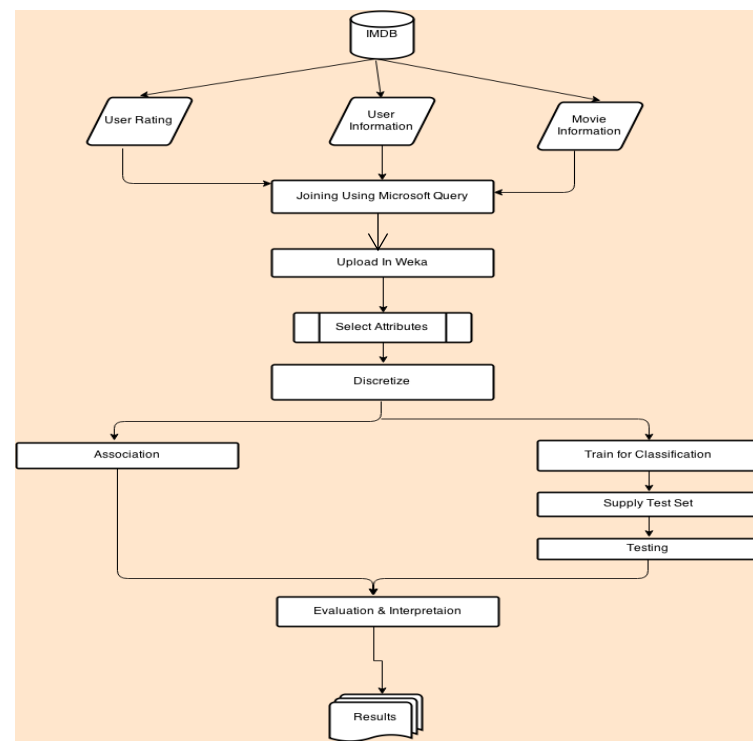 IMDB
User Rating
User
Information
Movie
Information
Joining Using Microsoft Query
Upload In Weka
Select Attributes
Discretize
Association
Train for Classification
Supply Test Set
Testing
Evaluation & Interpretaion
Results